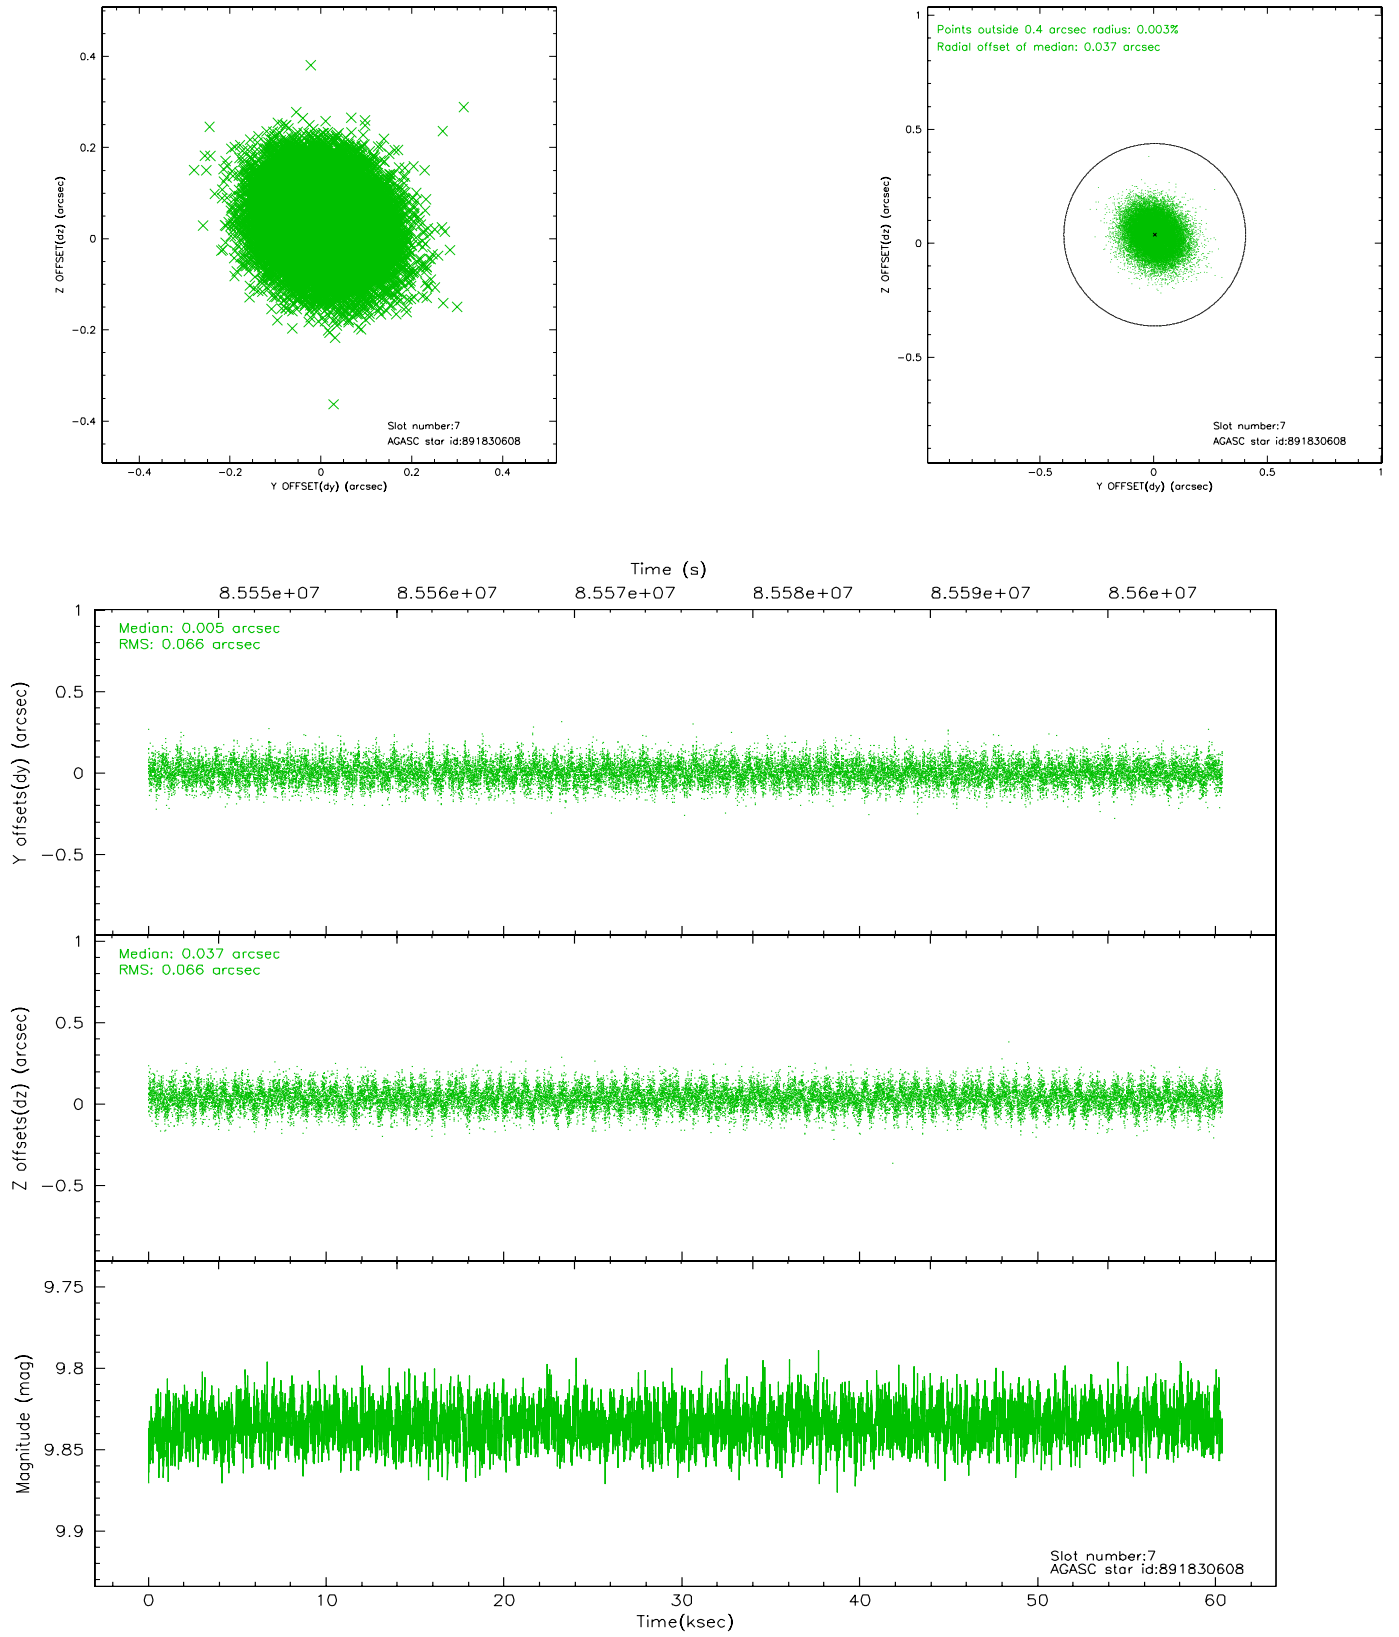 0.4
0.2
0
−0.2
−0.4
Z OFFSET(dz) (arcsec)
Slot number:7
AGASC star id:891830608
−0.4 −0.2 0 0.2 0.4
Y OFFSET(dy) (arcsec)
Points outside 0.4 arcsec radius: 0.003%
Radial offset of median: 0.037 arcsec
1
0.5
0
−0.5
Z OFFSET(dz) (arcsec)
Slot number:7
AGASC star id:891830608
−0.5 0 0.5 1
Y OFFSET(dy) (arcsec)
Time (s)
8.555e+07 8.556e+07 8.557e+07 8.558e+07 8.559e+07 8.56e+07
Median: 0.005 arcsec
RMS: 0.066 arcsec
1
0.5
0
−0.5
Y offsets(dy) (arcsec)
Median: 0.037 arcsec
RMS: 0.066 arcsec
1
0.5
0
−0.5
Z offsets(dz) (arcsec)
9.75
9.8
9.85
9.9
Magnitude (mag)
Slot number:7
AGASC star id:891830608
0 10 20 30 40 50 60
Time(ksec)